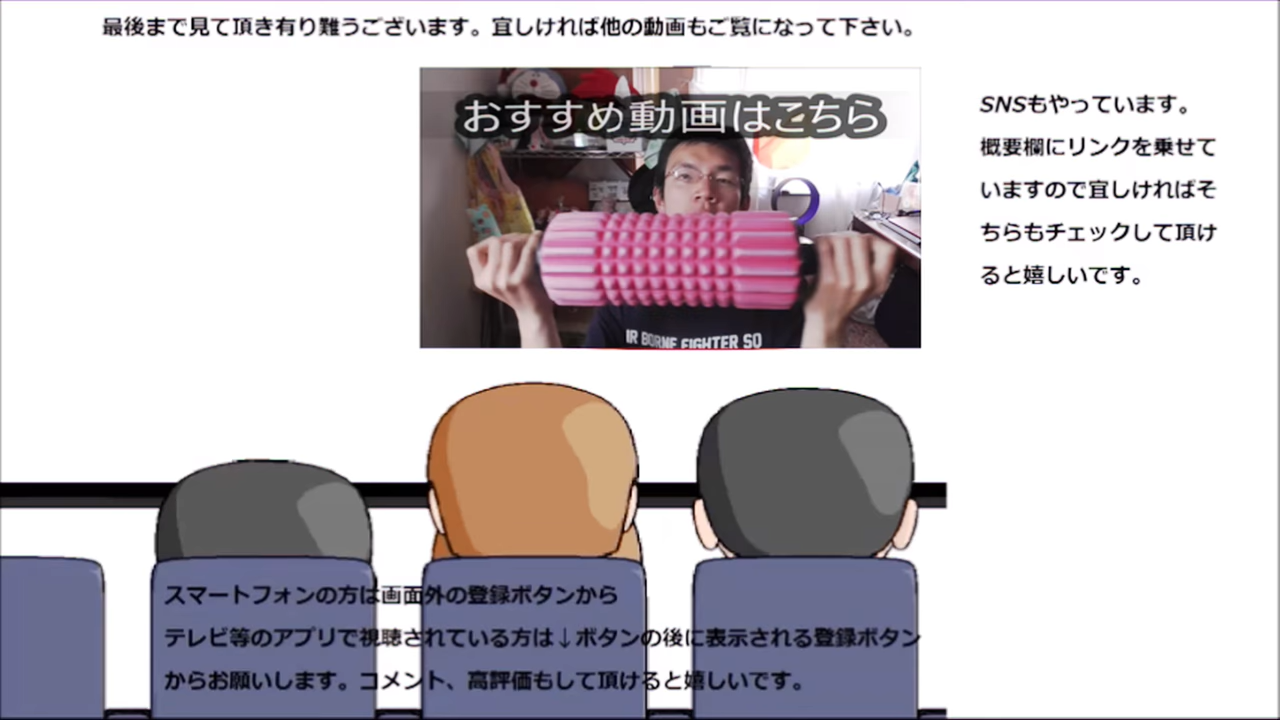 最後まで見て頂き有り難うございます。宜しければ他の動画もご覧になって下さい。
おすすめ動画はこちら
IR BORNE FIGHTER SQ
SNSもやっています。
概要欄にリンクを乗せて
いますので宜しければそ
ちらもチェックして頂け
ると嬉しいです。
スマートフォンの方は画面外の登録ボタンから
テレビ等のアプリで視聴されている方は↓ボタンの後に表示される登録ボタン
からお願いします。コメント、高評価もして頂けると嬉しいです。